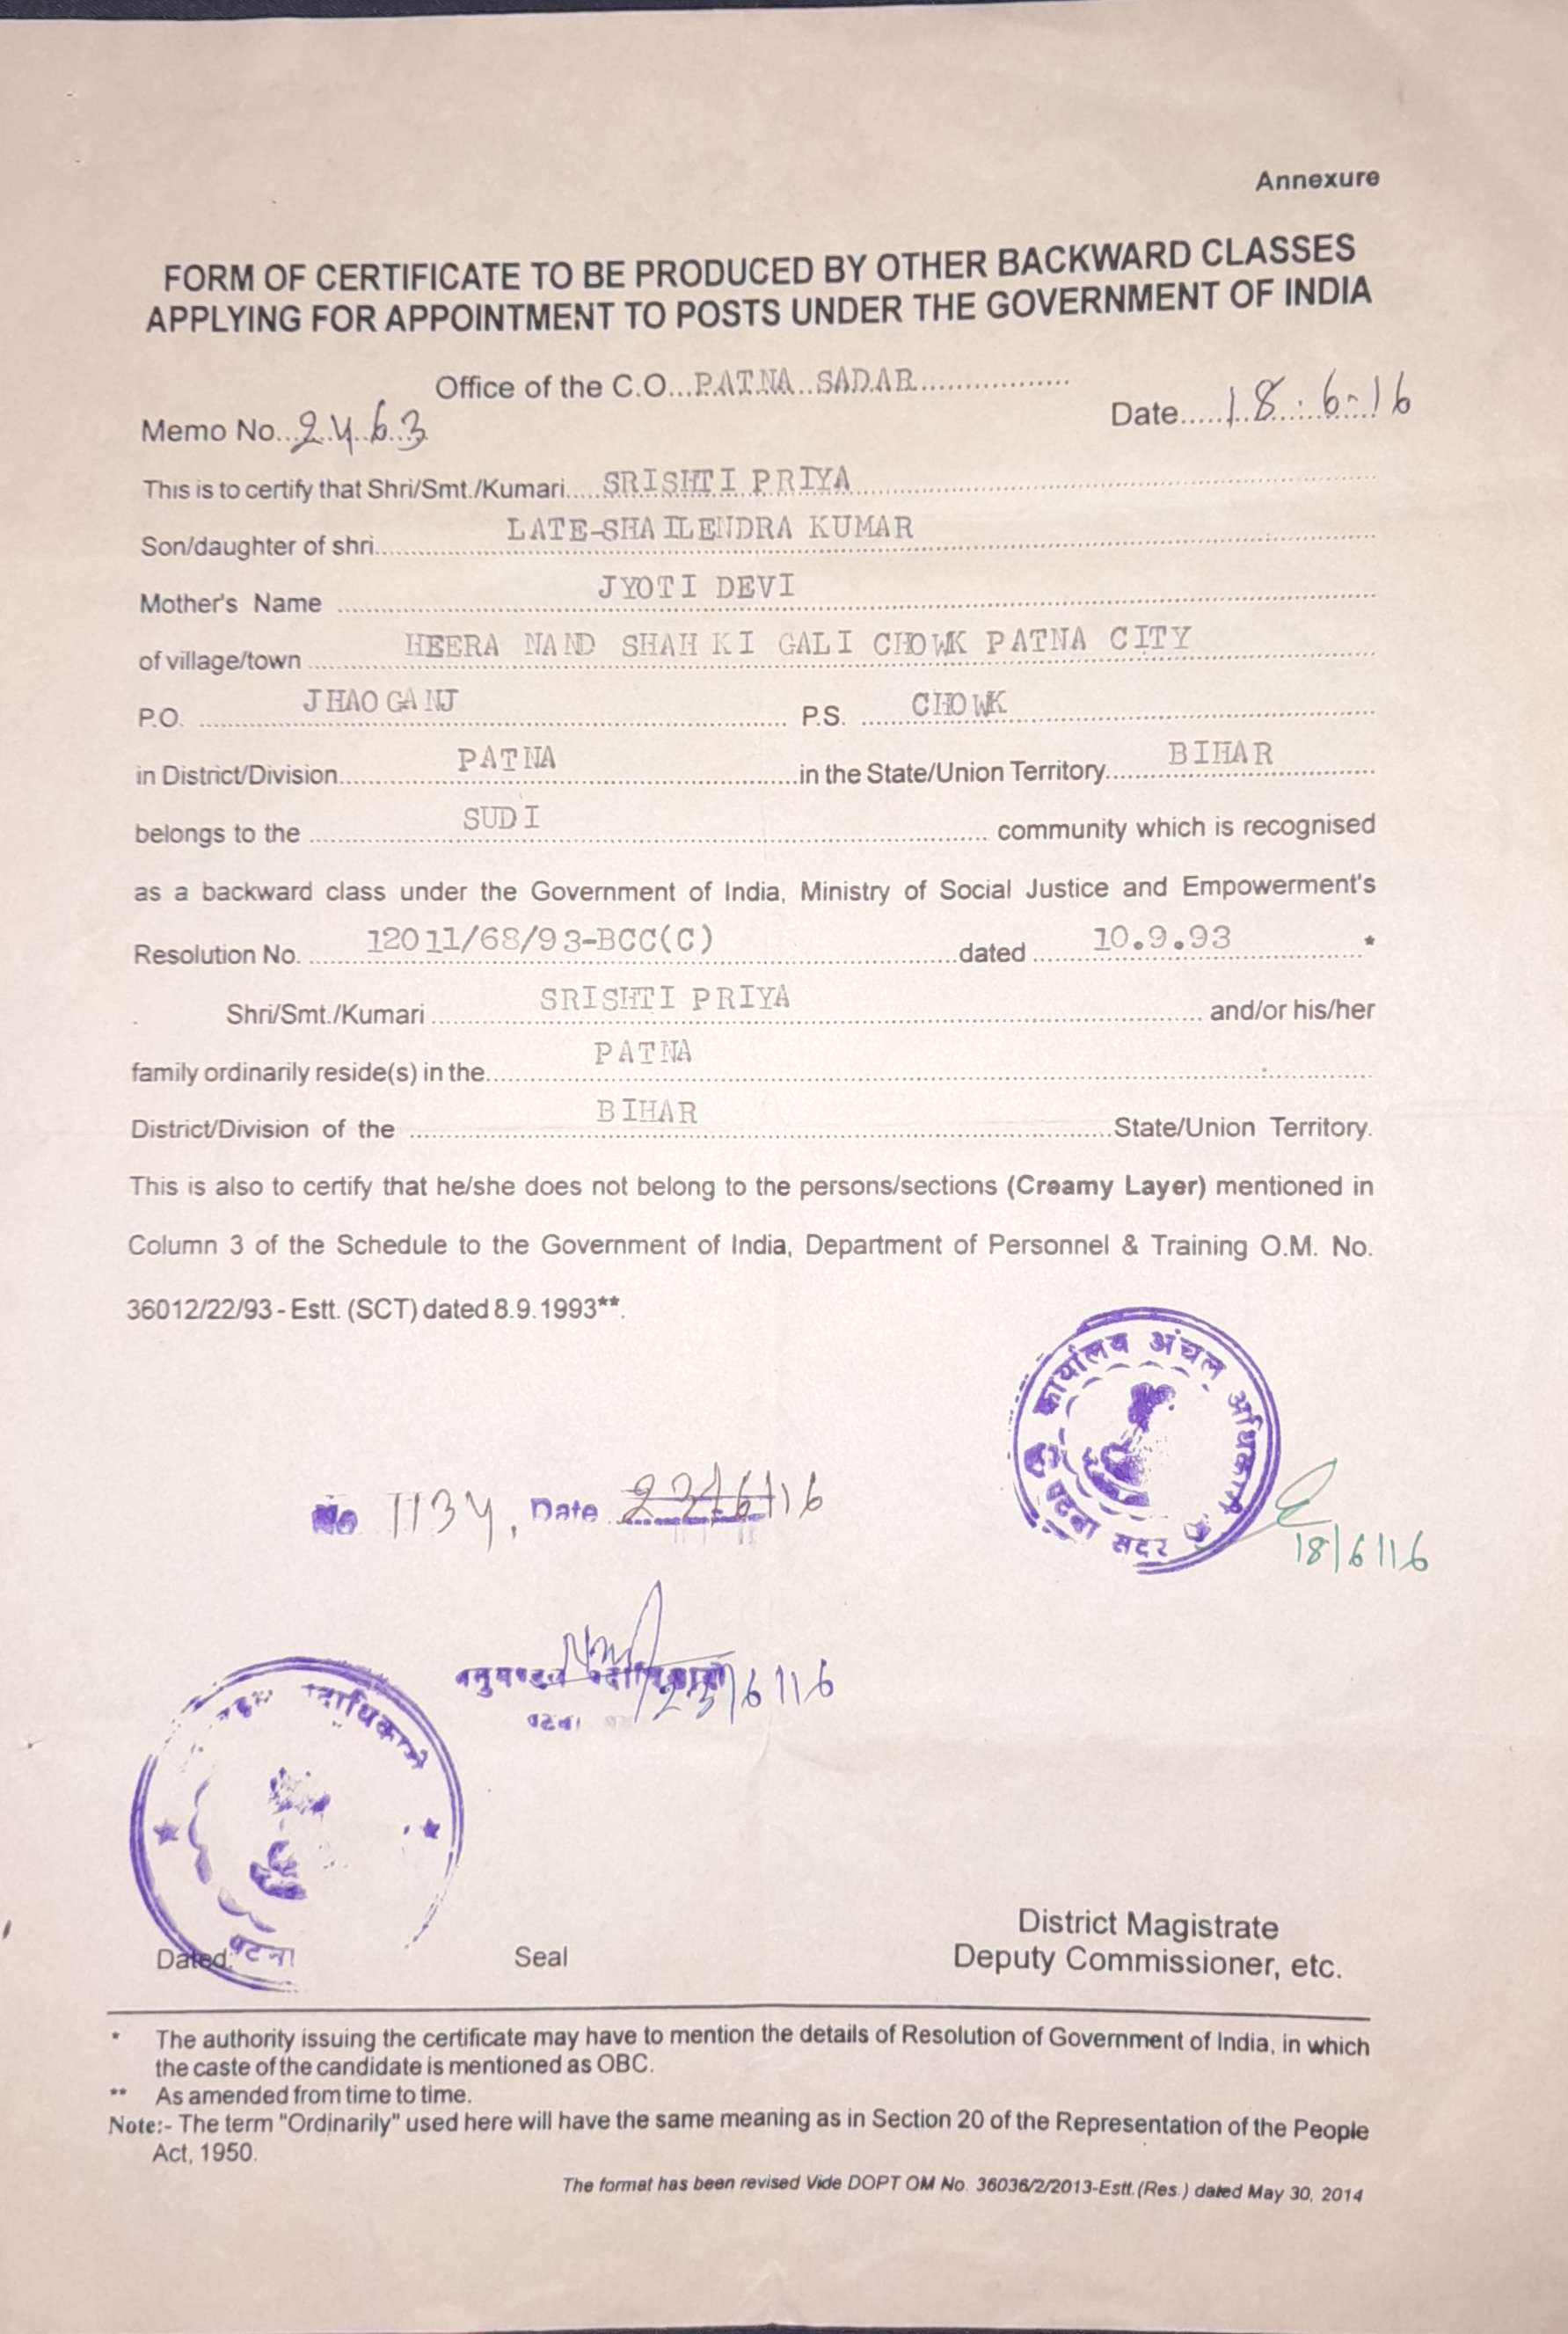 Annexure
FORM OF CERTIFICATE TO BE PRODUCED BY OTHER BACKWARD CLASSES
APPLYING FOR APPOINTMENT TO POSTS UNDER THE GOVERNMENT OF INDIA
Office of the C.O...PATNA SADAR....................
Memo No...2463 Date.....18.6.16
This is to certify that Shri/Smt./Kumari.....SRISHTI PRIYA
Son/daughter of shri....LATE-SHAILENDRA KUMAR
Mother's Name ....JYOTI DEVI
of village/town ....HEERA NAND SHAH KI GALI CHOWK PATNA CITY
P.O. ....JHAOGANJ.... P.S. ....CHOWK
in District/Division....PATNA....in the State/Union Territory....BIHAR
belongs to the ....SUDI.... community which is recognised
as a backward class under the Government of India, Ministry of Social Justice and Empowerment's
Resolution No. ....12011/68/93-BCC(C)....dated ....10.9.93....*
Shri/Smt./Kumari ....SRISHTI PRIYA.... and/or his/her
family ordinarily reside(s) in the....PATNA
District/Division of the ....BIHAR....State/Union Territory.
This is also to certify that he/she does not belong to the persons/sections (Creamy Layer) mentioned in
Column 3 of the Schedule to the Government of India, Department of Personnel & Training O.M. No.
36012/22/93 - Estt. (SCT) dated 8.9.1993**.
कार्यालय अंचल अधिकारी
पटना सदर
18/6/16
No 1134, Date
23/6/16
पटना
पटना
Dated: Seal
District Magistrate
Deputy Commissioner, etc.
* The authority issuing the certificate may have to mention the details of Resolution of Government of India, in which
the caste of the candidate is mentioned as OBC.
** As amended from time to time.
Note:- The term "Ordinarily" used here will have the same meaning as in Section 20 of the Representation of the People
Act, 1950.
The format has been revised Vide DOPT OM No. 36036/2/2013-Estt.(Res.) dated May 30, 2014